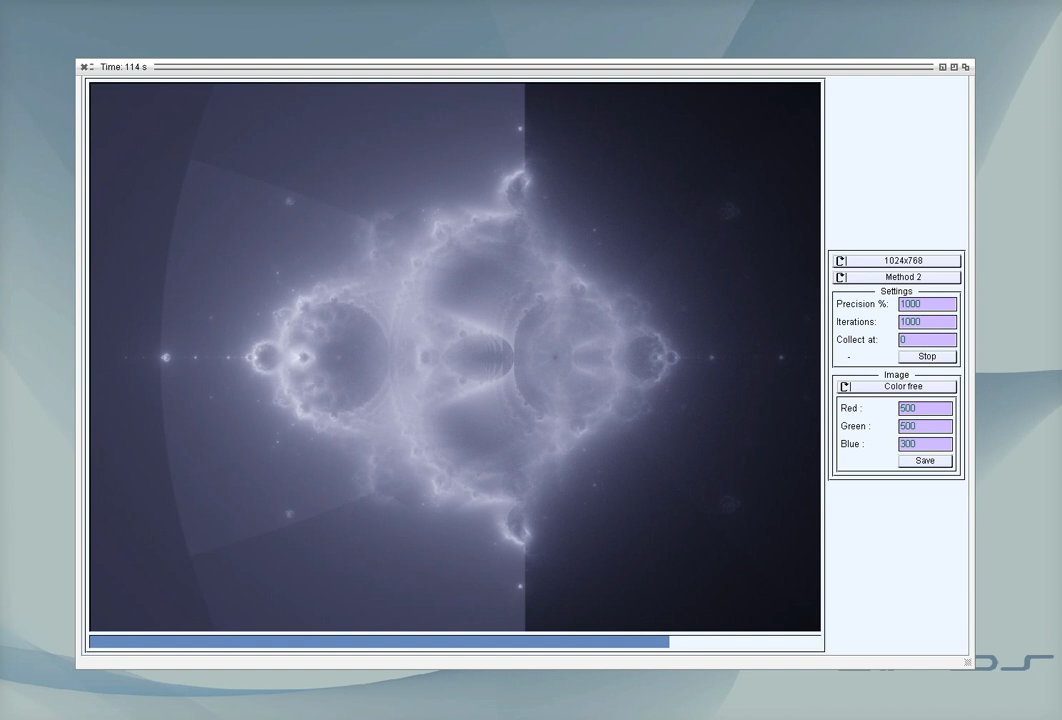 Time: 114 s
1024x768
Method 2
Settings
Precision %: 1000
Iterations: 1000
Collect at: 0
- Stop
Image
Color free
Red : 500
Green : 500
Blue : 300
Save